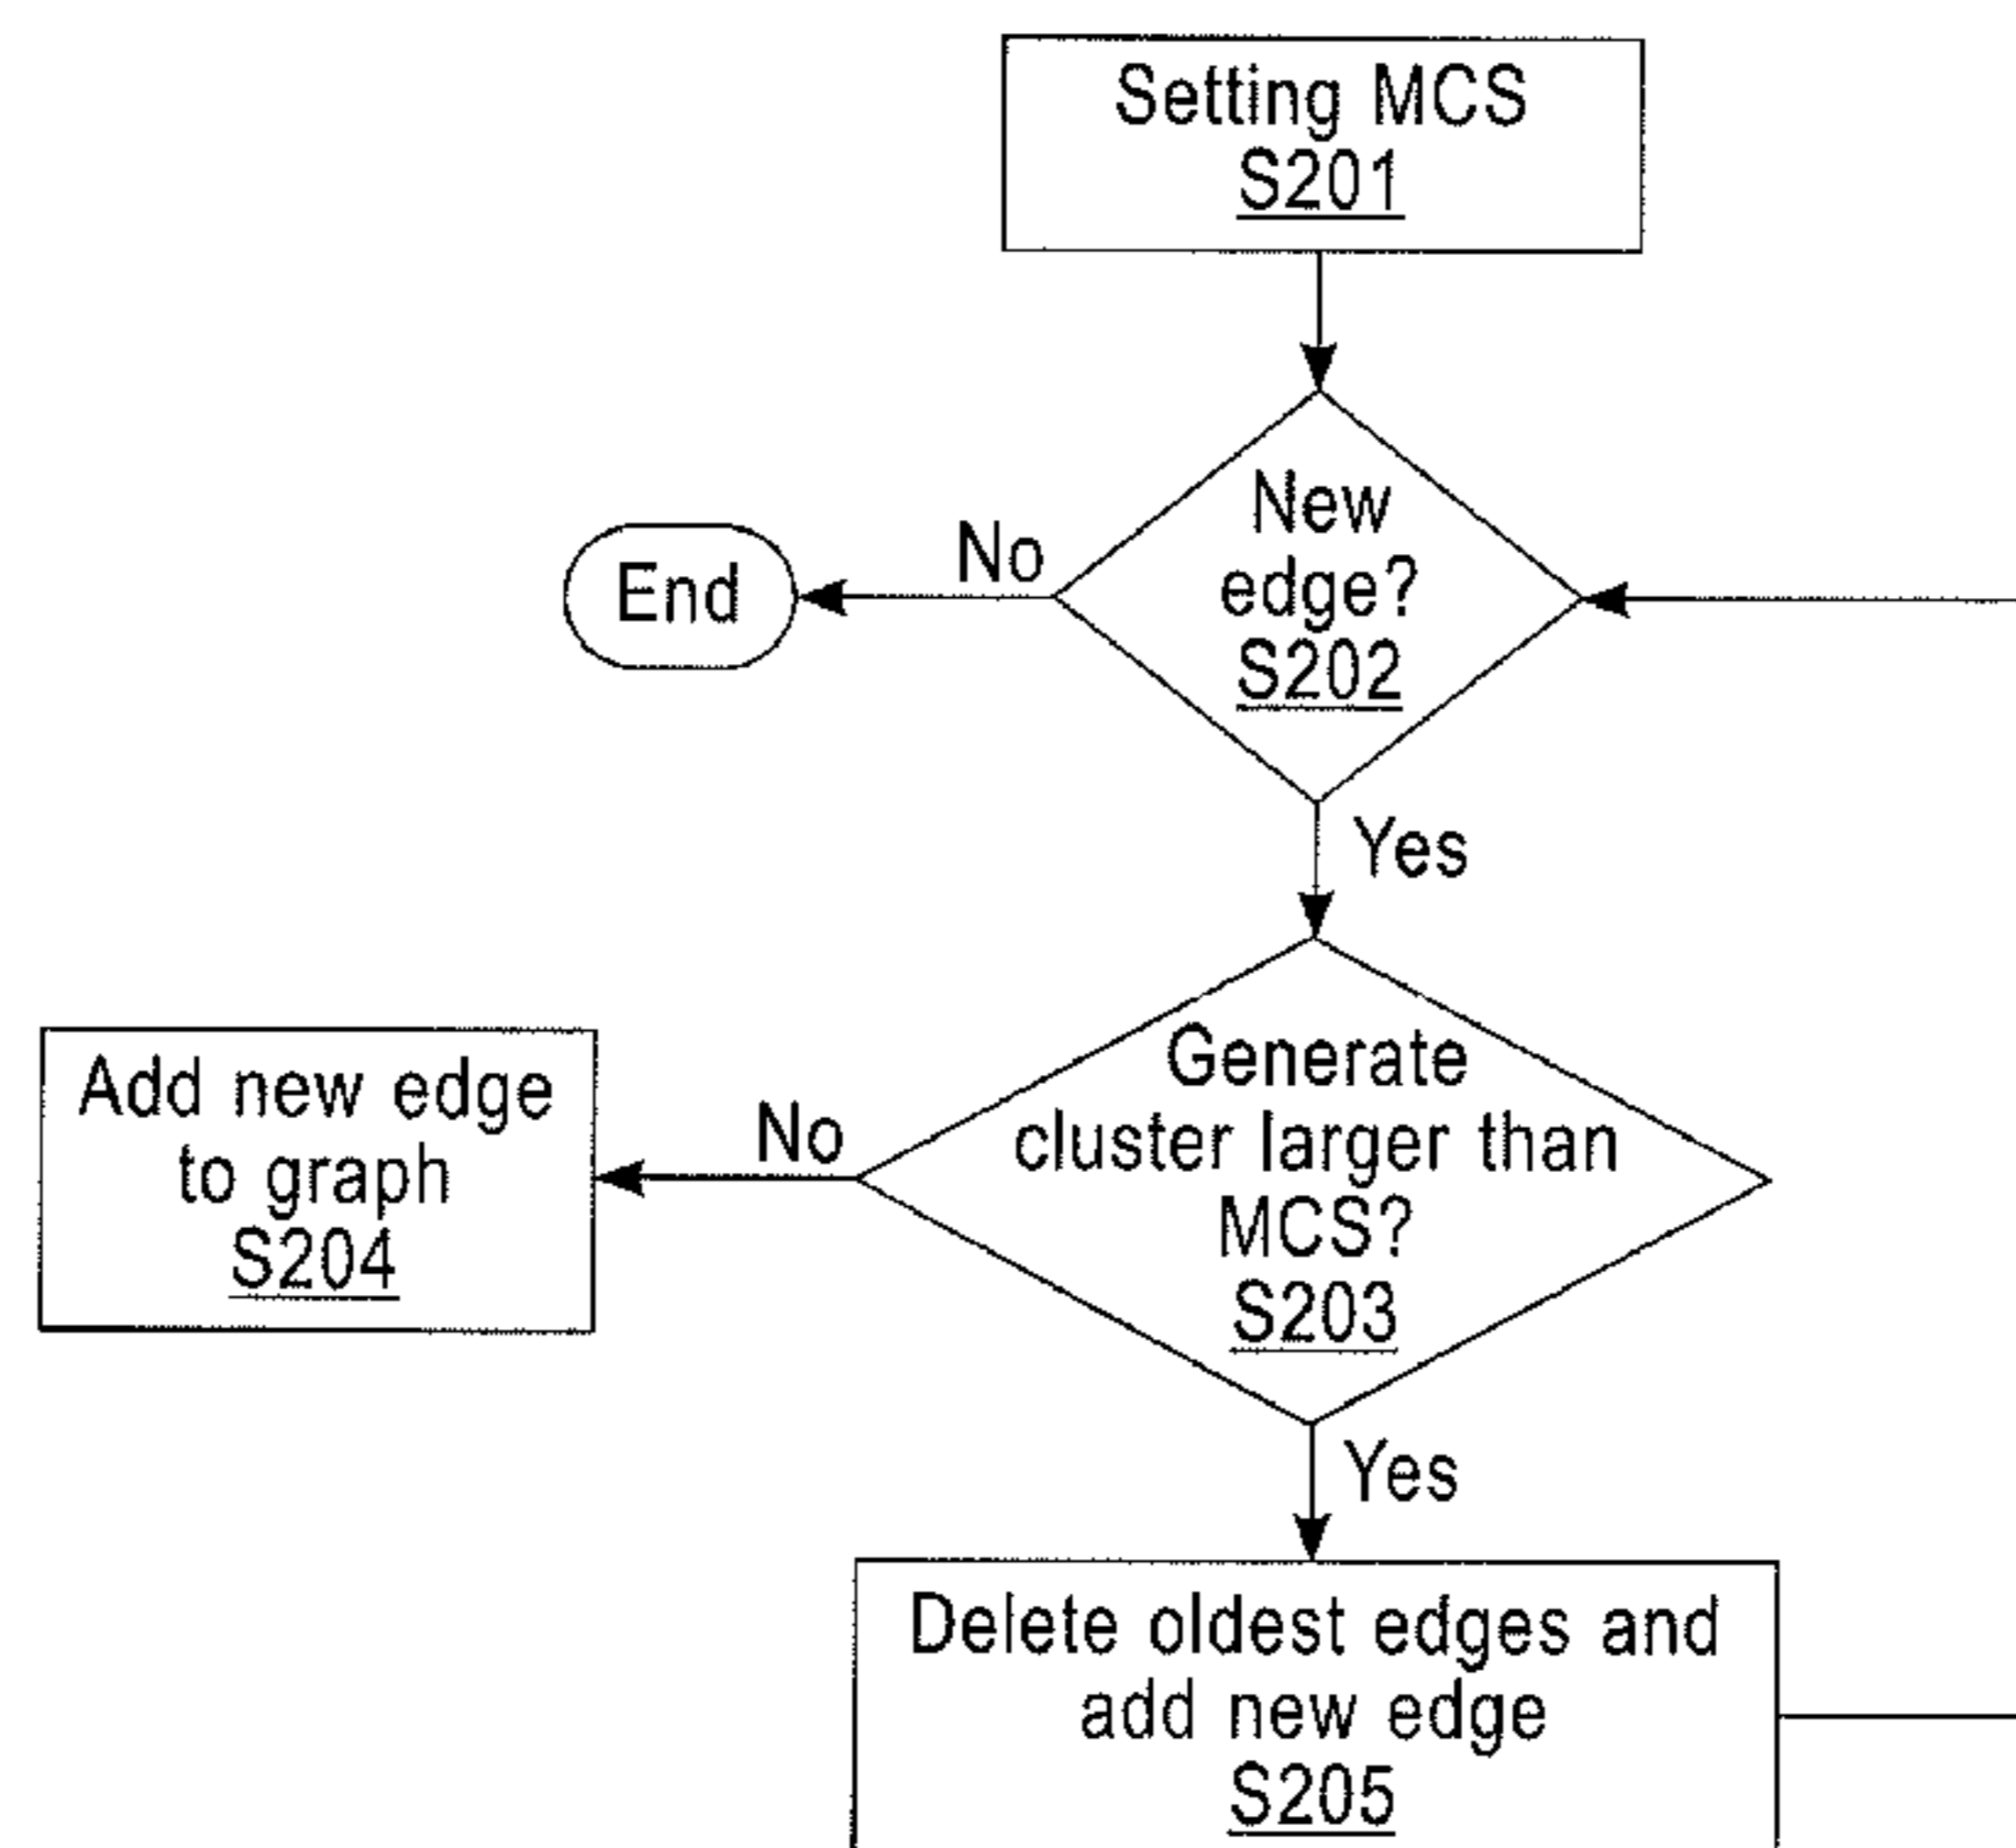 Setting MCS
S201
New
edge?
S202
No
End
Yes
Generate
cluster larger than
MCS?
S203
No
Add new edge
to graph
S204
Yes
Delete oldest edges and
add new edge
S205